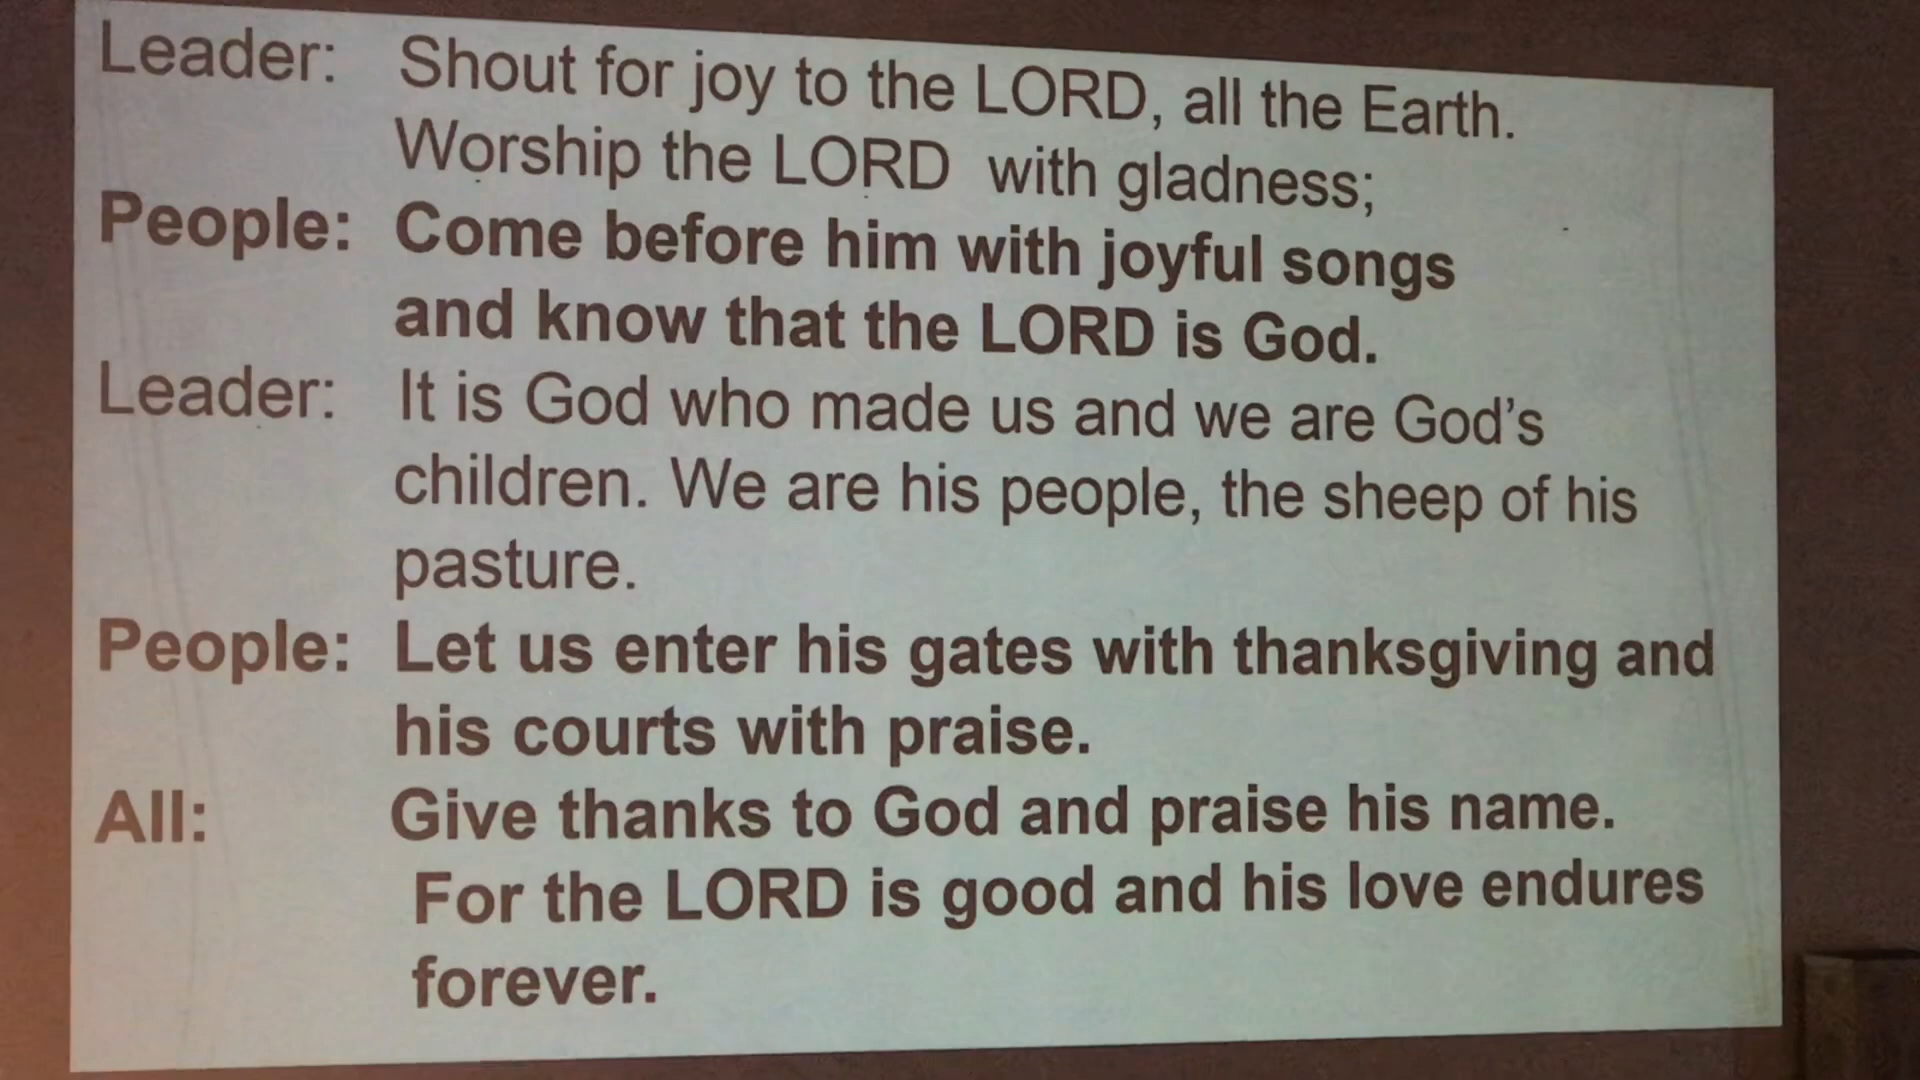 Leader: Shout for joy to the LORD, all the Earth.
Worship the LORD with gladness;
People: Come before him with joyful songs
and know that the LORD is God.
Leader: It is God who made us and we are God’s
children. We are his people, the sheep of his
pasture.
People: Let us enter his gates with thanksgiving and
his courts with praise.
All: Give thanks to God and praise his name.
For the LORD is good and his love endures
forever.